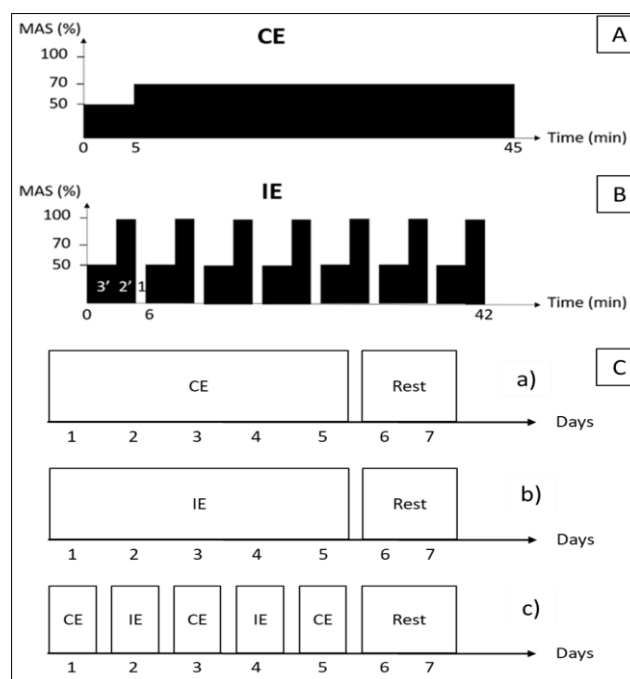 MAS (%)
CE
A
100
70
50
0
5
45
Time (min)
MAS (%)
IE
B
100
70
50
3' 2' 1
0
6
42
Time (min)
C
CE
Rest
a)
1 2 3 4 5 6 7
Days
IE
Rest
b)
1 2 3 4 5 6 7
Days
CE IE CE IE CE Rest
c)
1 2 3 4 5 6 7
Days